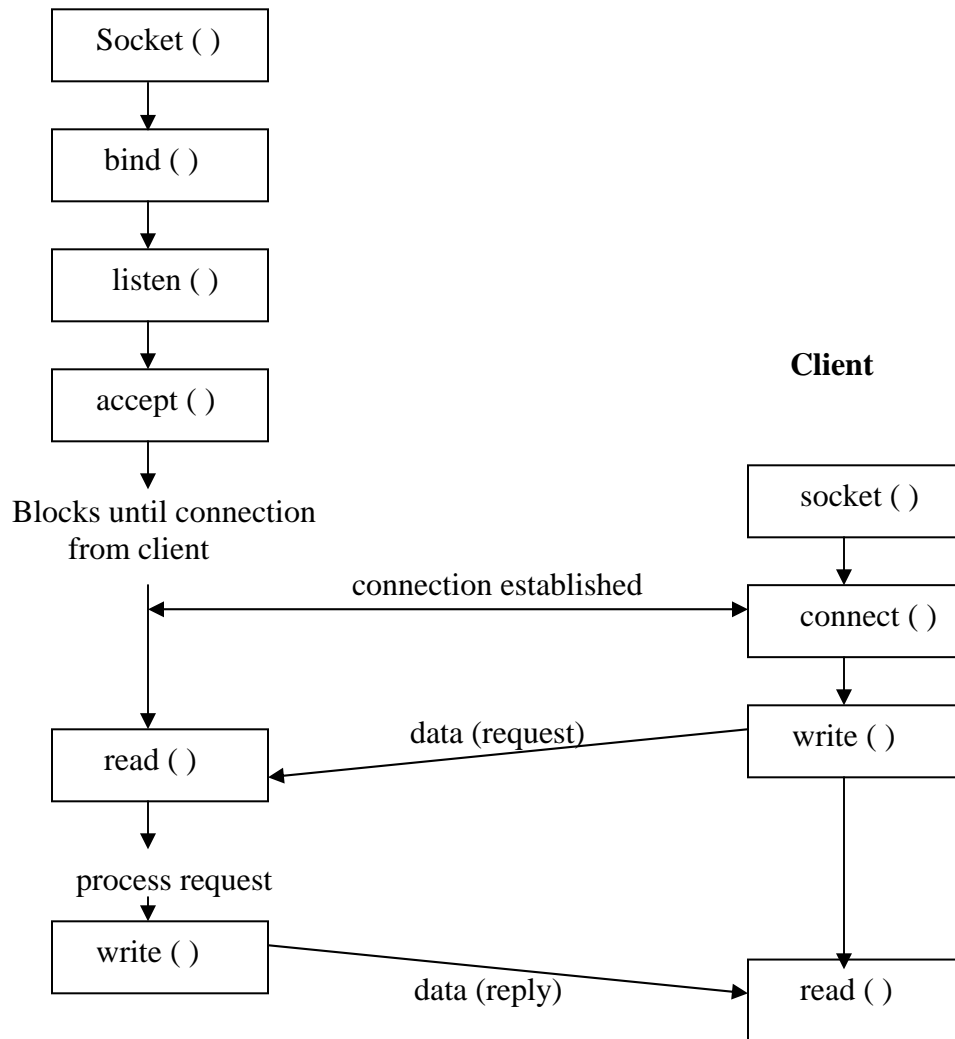 Socket ( )
bind ( )
listen ( )
accept ( )
Blocks until connection
from client
read ( )
process request
write ( )
connection established
data (request)
data (reply)
Client
socket ( )
connect ( )
write ( )
read ( )